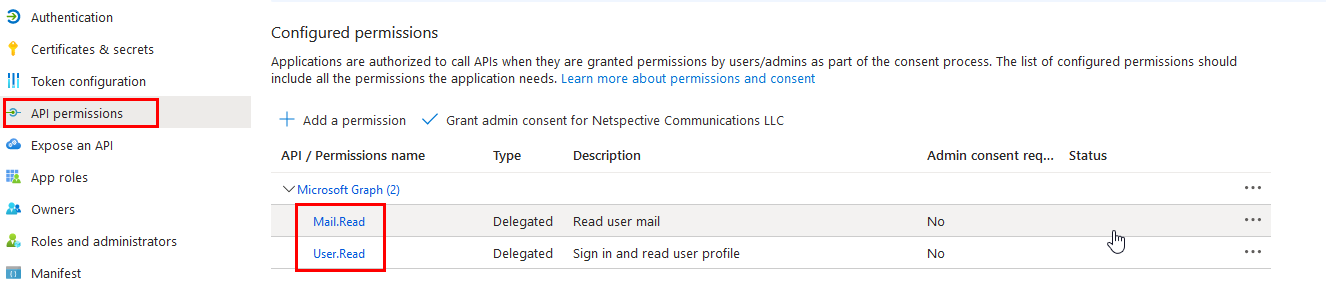 Authentication
Certificates & secrets
Token configuration
API permissions
Expose an API
App roles
Owners
Roles and administrators
Manifest
Configured permissions
Applications are authorized to call APIs when they are granted permissions by users/admins as part of the consent process. The list of configured permissions should
include all the permissions the application needs. Learn more about permissions and consent
Add a permission Grant admin consent for Netspective Communications LLC
API / Permissions name Type Description Admin consent req... Status
Microsoft Graph (2) ...
Mail.Read Delegated Read user mail No ...
User.Read Delegated Sign in and read user profile No ...